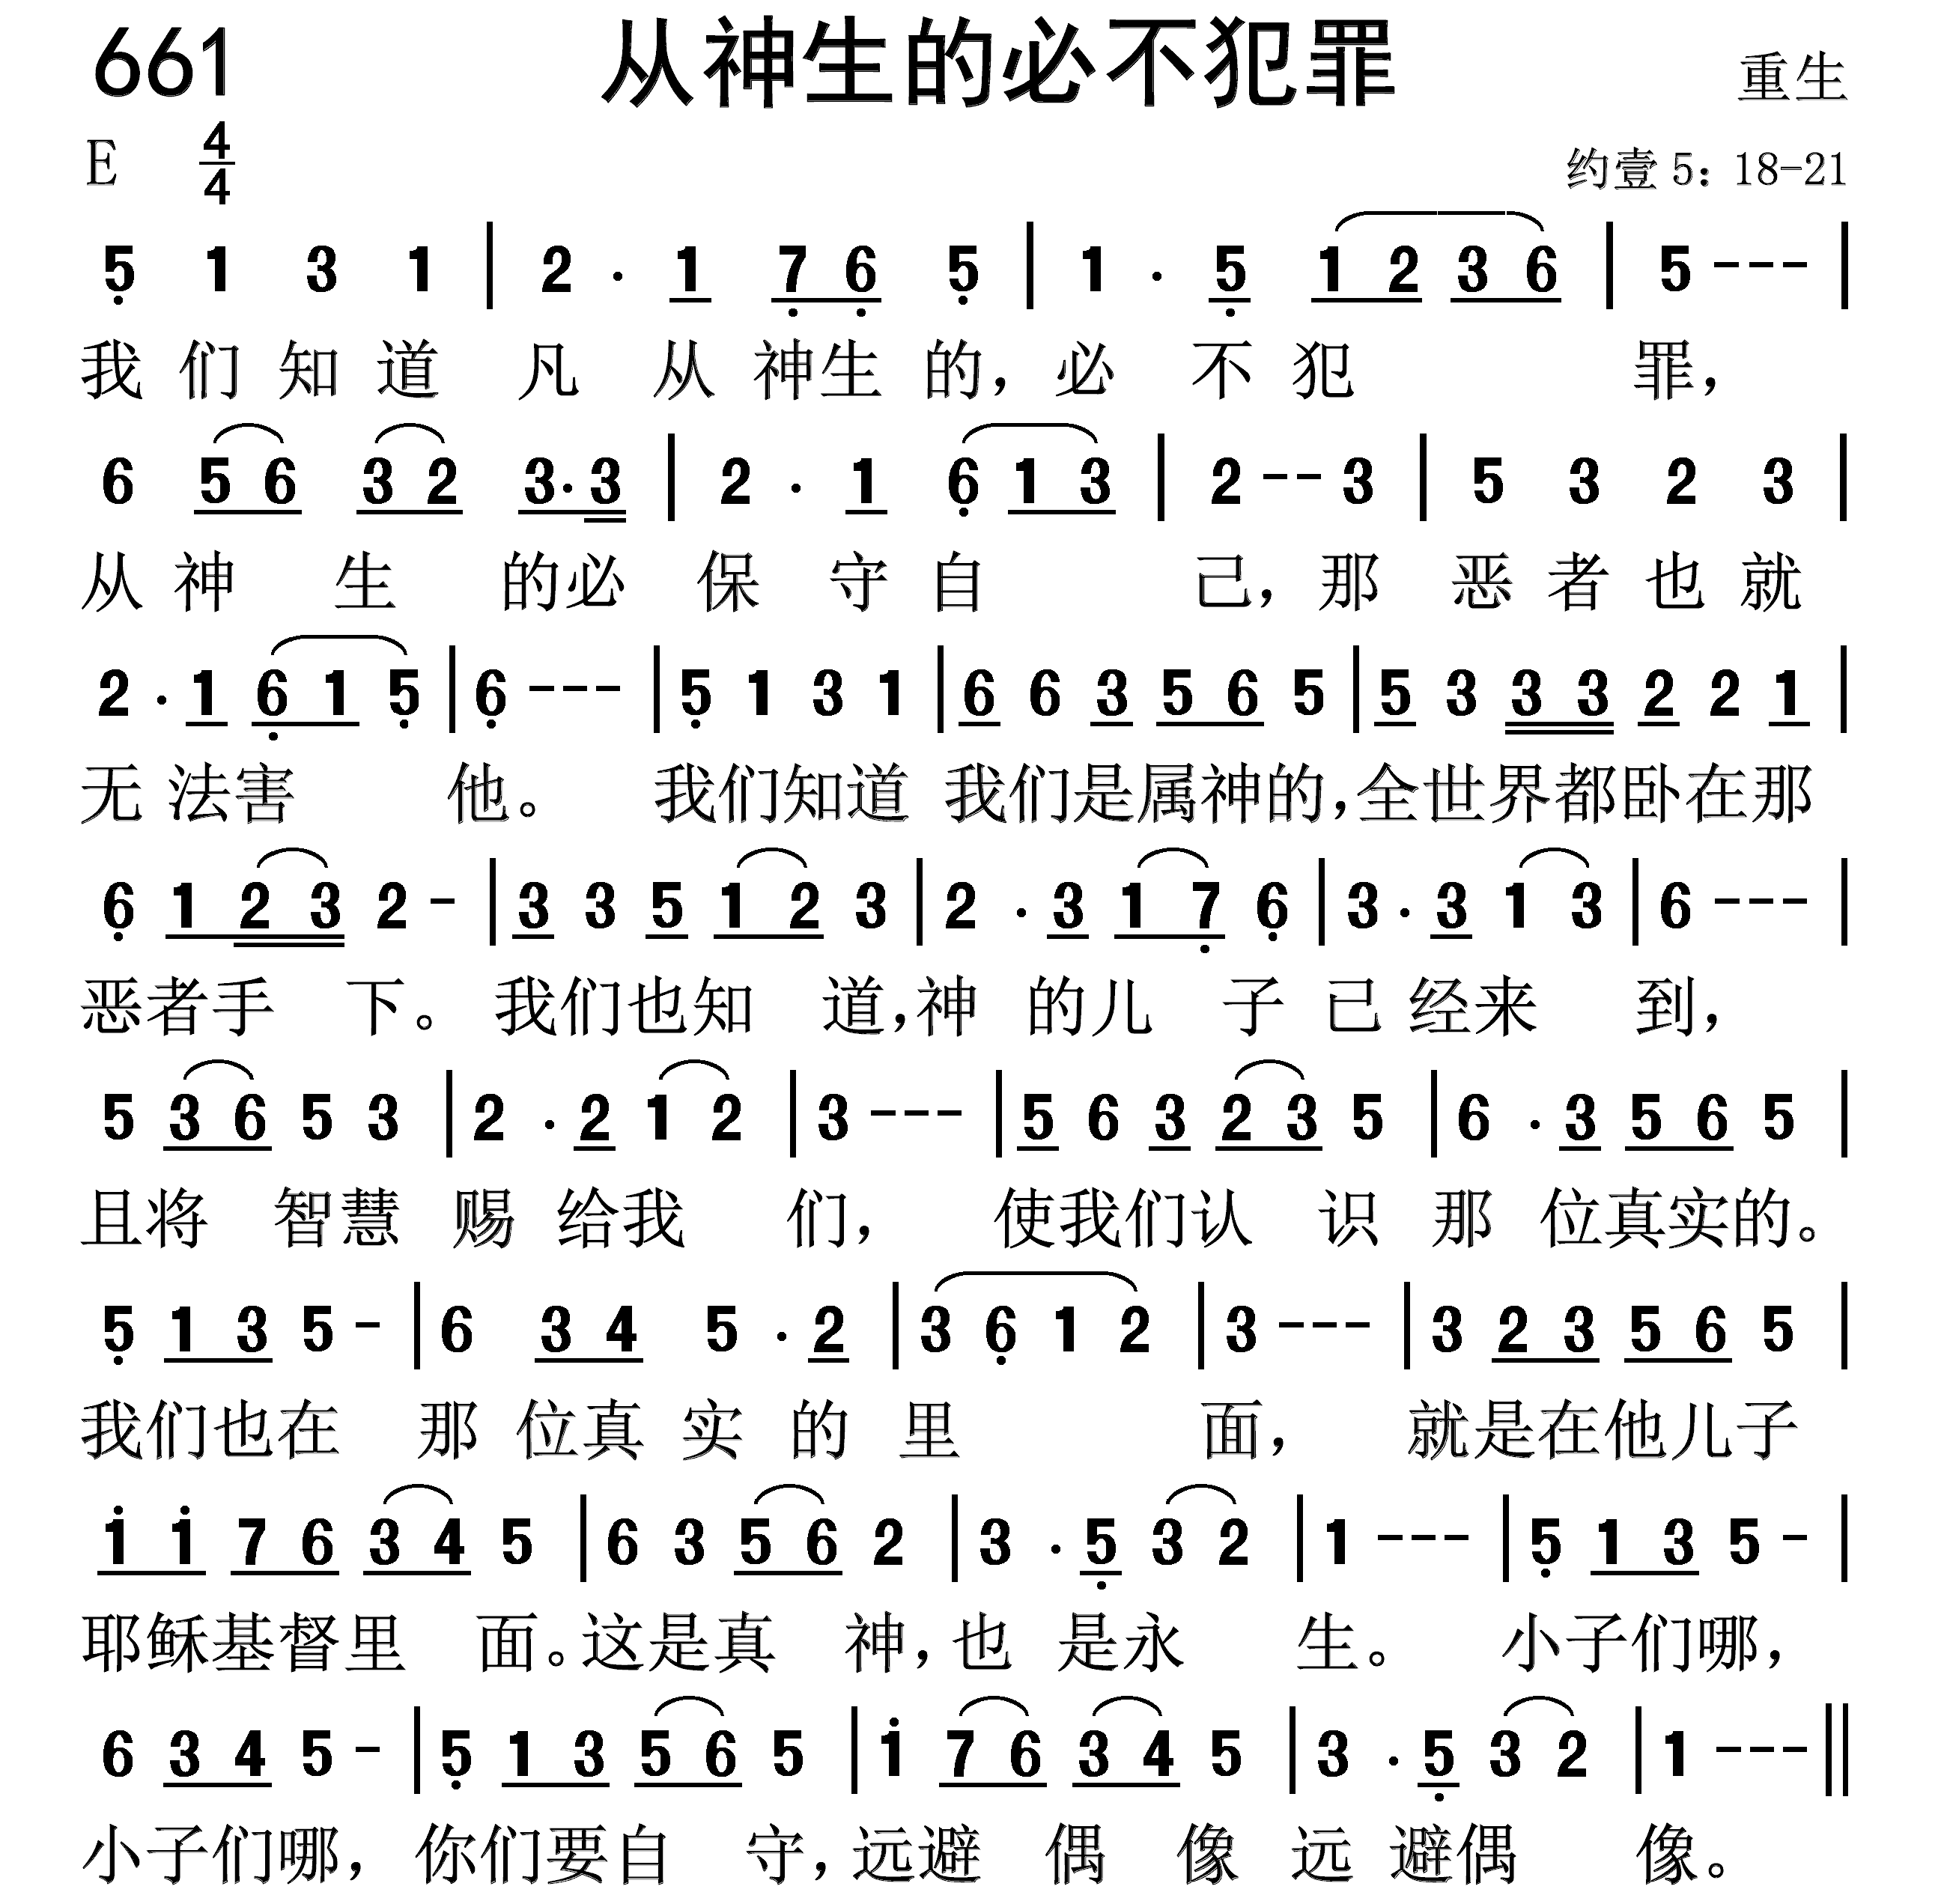 661 从神生的必不犯罪 重生
E 4/4 约壹 5：18-21
5 1 3 1 | 2 · 1 7 6 5 | 1 · 5 1 2 3 6 | 5 - - - |
我们知道凡从神生的，必不犯罪，
6 5 6 3 2 3 · 3 | 2 · 1 6 1 3 | 2 - - 3 | 5 3 2 3 |
从神生的必保守自己，那恶者也就
2 · 1 6 1 5 | 6 - - - | 5 1 3 1 | 6 6 3 5 6 5 | 5 3 3 3 2 2 1 |
无法害他。我们知道我们是属神的，全世界都卧在那
6 1 2 3 2 - | 3 3 5 1 2 3 | 2 · 3 1 7 6 | 3 · 3 1 3 | 6 - - - |
恶者手下。我们也知道，神的儿子已经来到，
5 3 6 5 3 | 2 · 2 1 2 | 3 - - - | 5 6 3 2 3 5 | 6 · 3 5 6 5 |
且将智慧赐给我们，使我们认识那位真实的。
5 1 3 5 - | 6 3 4 5 · 2 | 3 6 1 2 | 3 - - - | 3 2 3 5 6 5 |
我们也在那位真实的里面，就是在他儿子
1 1 7 6 3 4 5 | 6 3 5 6 2 | 3 · 5 3 2 | 1 - - - | 5 1 3 5 - |
耶稣基督里面。这是真神，也是永生。小子们哪，
6 3 4 5 - | 5 1 3 5 6 5 | 1 7 6 3 4 5 | 3 · 5 3 2 | 1 - - - ||
小子们哪，你们要自守，远避偶像远避偶像。